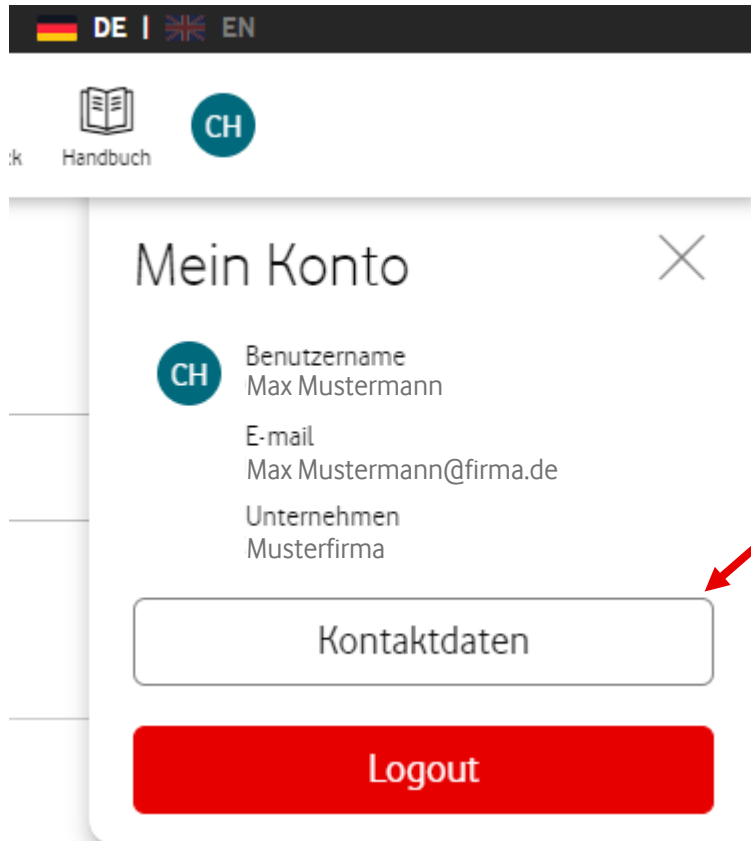 DE | EN
Handbuch
CH
Mein Konto
CH
Benutzername
Max Mustermann
E-mail
Max Mustermann@firma.de
Unternehmen
Musterfirma
Kontaktdaten
Logout